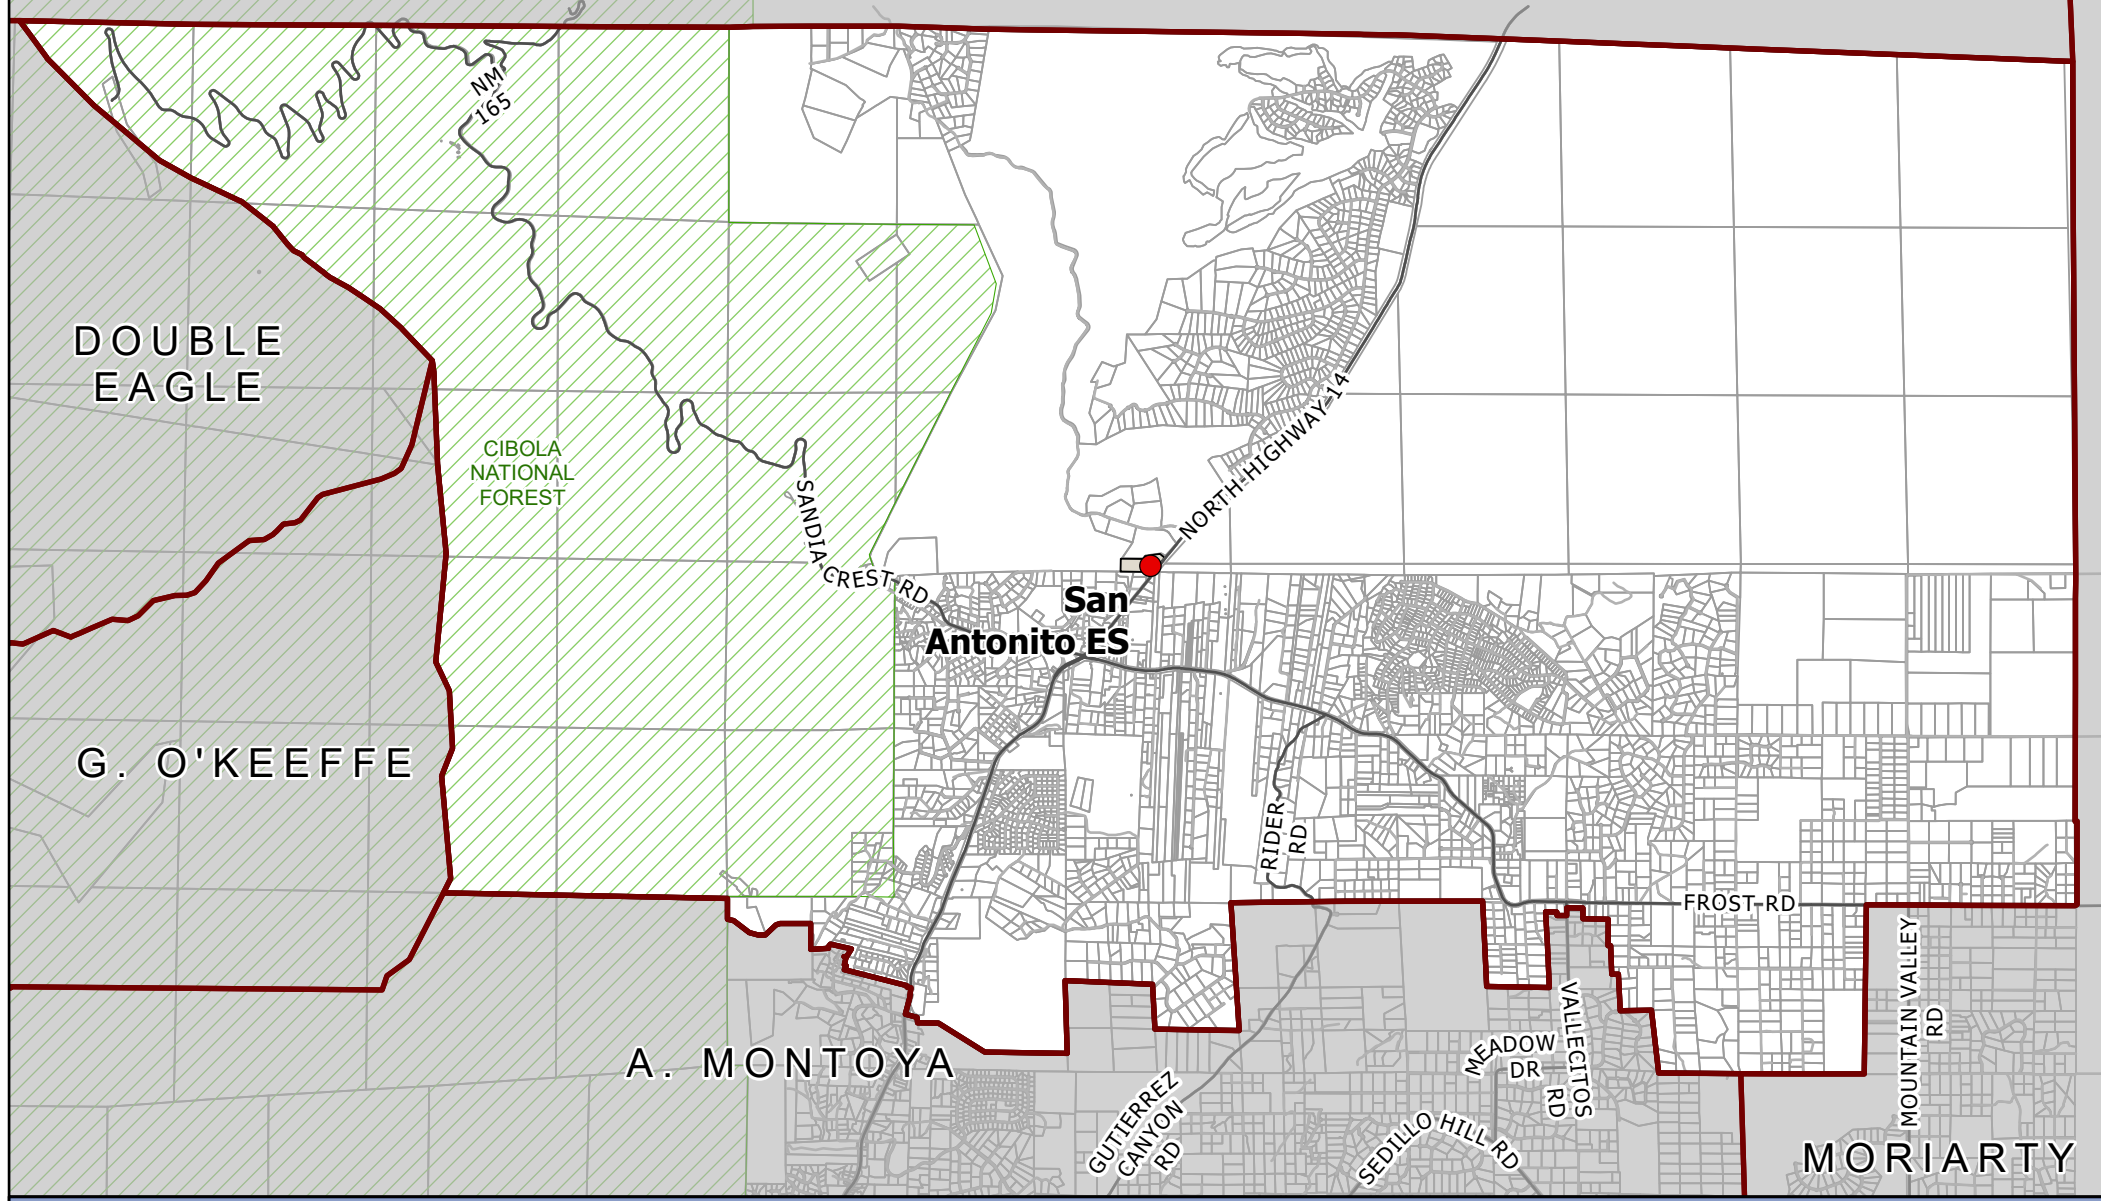 NM
165
DOUBLE
EAGLE
CIBOLA
NATIONAL
FOREST
NORTH HIGHWAY 14
SANDIA CREST RD
San
Antonito ES
G. O'KEEFFE
RIDER
RD
FROST RD
A. MONTOYA
MEADOW
DR
VALLECITOS
RD
MOUNTAIN VALLEY
RD
GUTIERREZ
CANYON
RD
SEDILLO HILL RD
MORIARTY